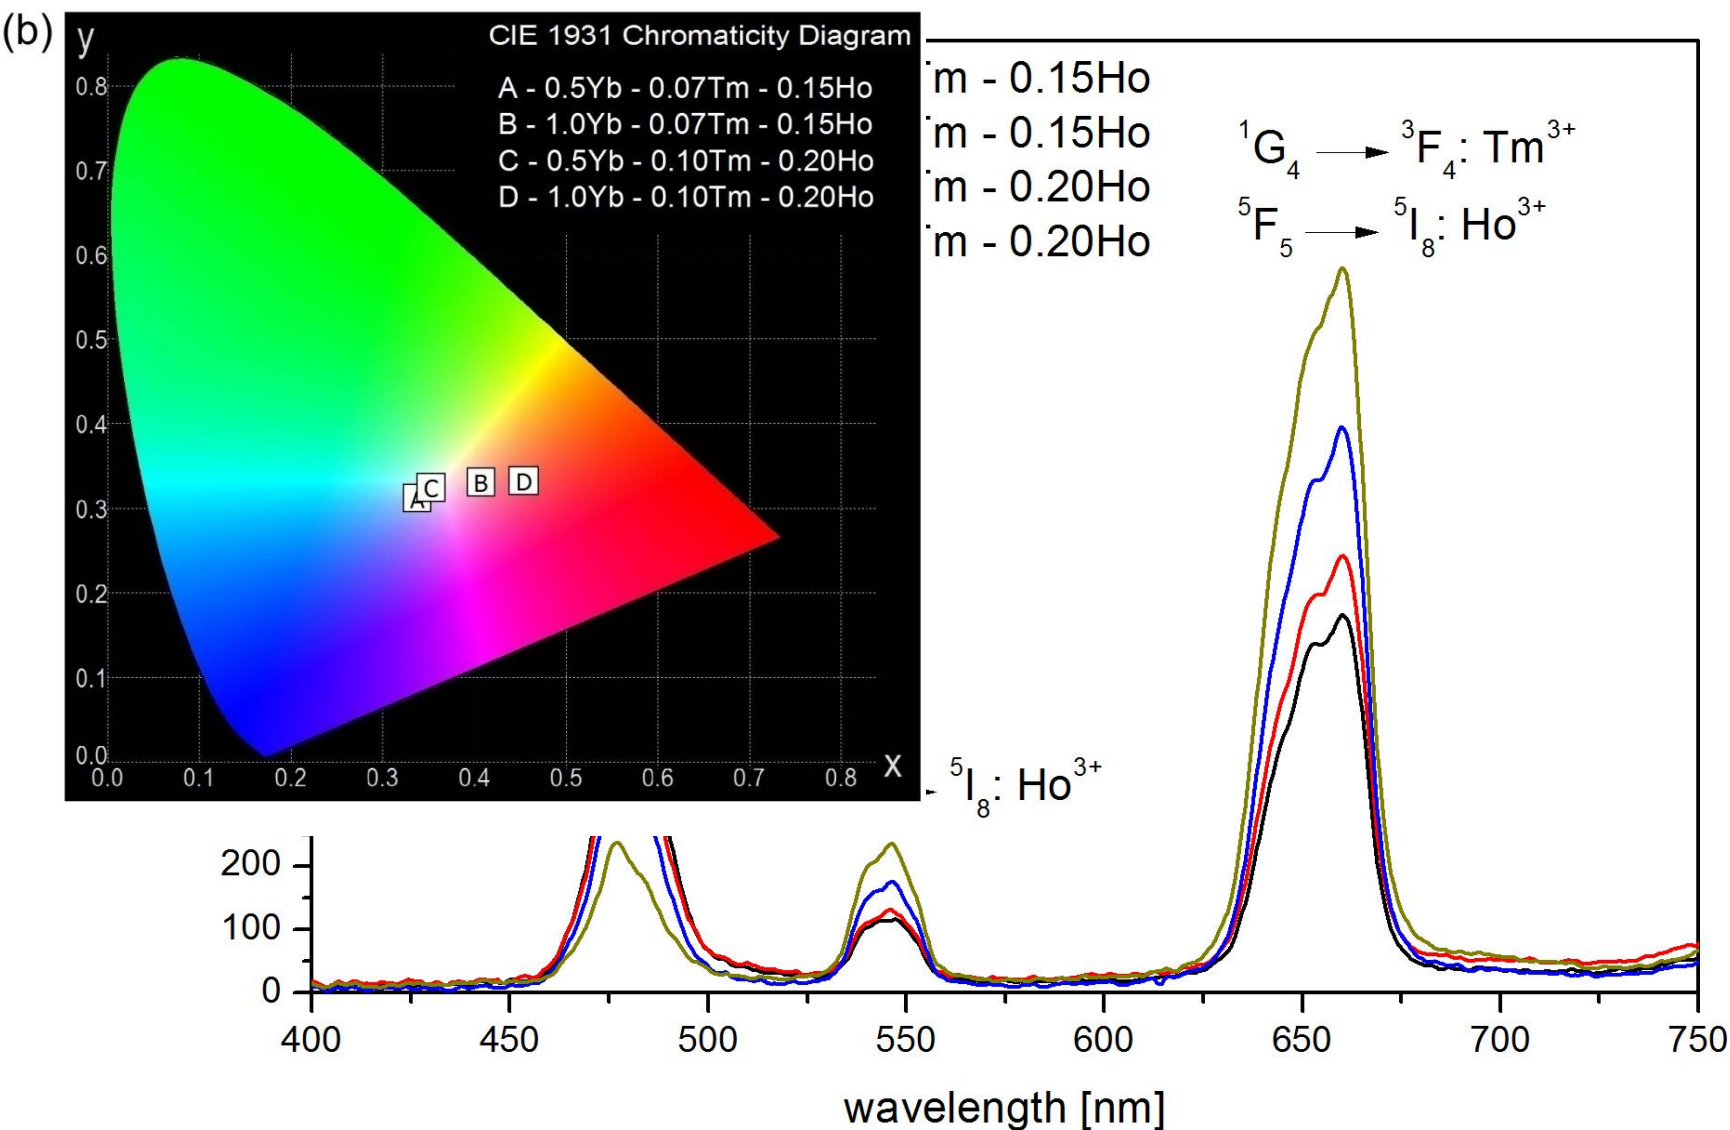 (b)
y
CIE 1931 Chromaticity Diagram
A - 0.5Yb - 0.07Tm - 0.15Ho
B - 1.0Yb - 0.07Tm - 0.15Ho
C - 0.5Yb - 0.10Tm - 0.20Ho
D - 1.0Yb - 0.10Tm - 0.20Ho
0.8
0.7
0.6
0.5
0.4
0.3
0.2
0.1
0.0
A
C
B
D
0.0 0.1 0.2 0.3 0.4 0.5 0.6 0.7 0.8 x
Tm - 0.15Ho
Tm - 0.15Ho
Tm - 0.20Ho
Tm - 0.20Ho
¹G₄ → ³F₄: Tm³⁺
⁵F₅ → ⁵I₈: Ho³⁺
⁵I₈: Ho³⁺
200
100
0
400 450 500 550 600 650 700 750
wavelength [nm]